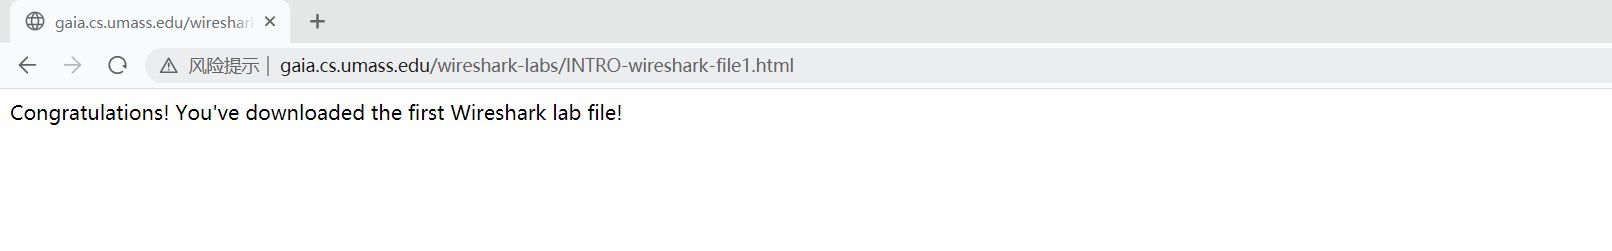 gaia.cs.umass.edu/wireshar
风险提示 | gaia.cs.umass.edu/wireshark-labs/INTRO-wireshark-file1.html
Congratulations! You've downloaded the first Wireshark lab file!